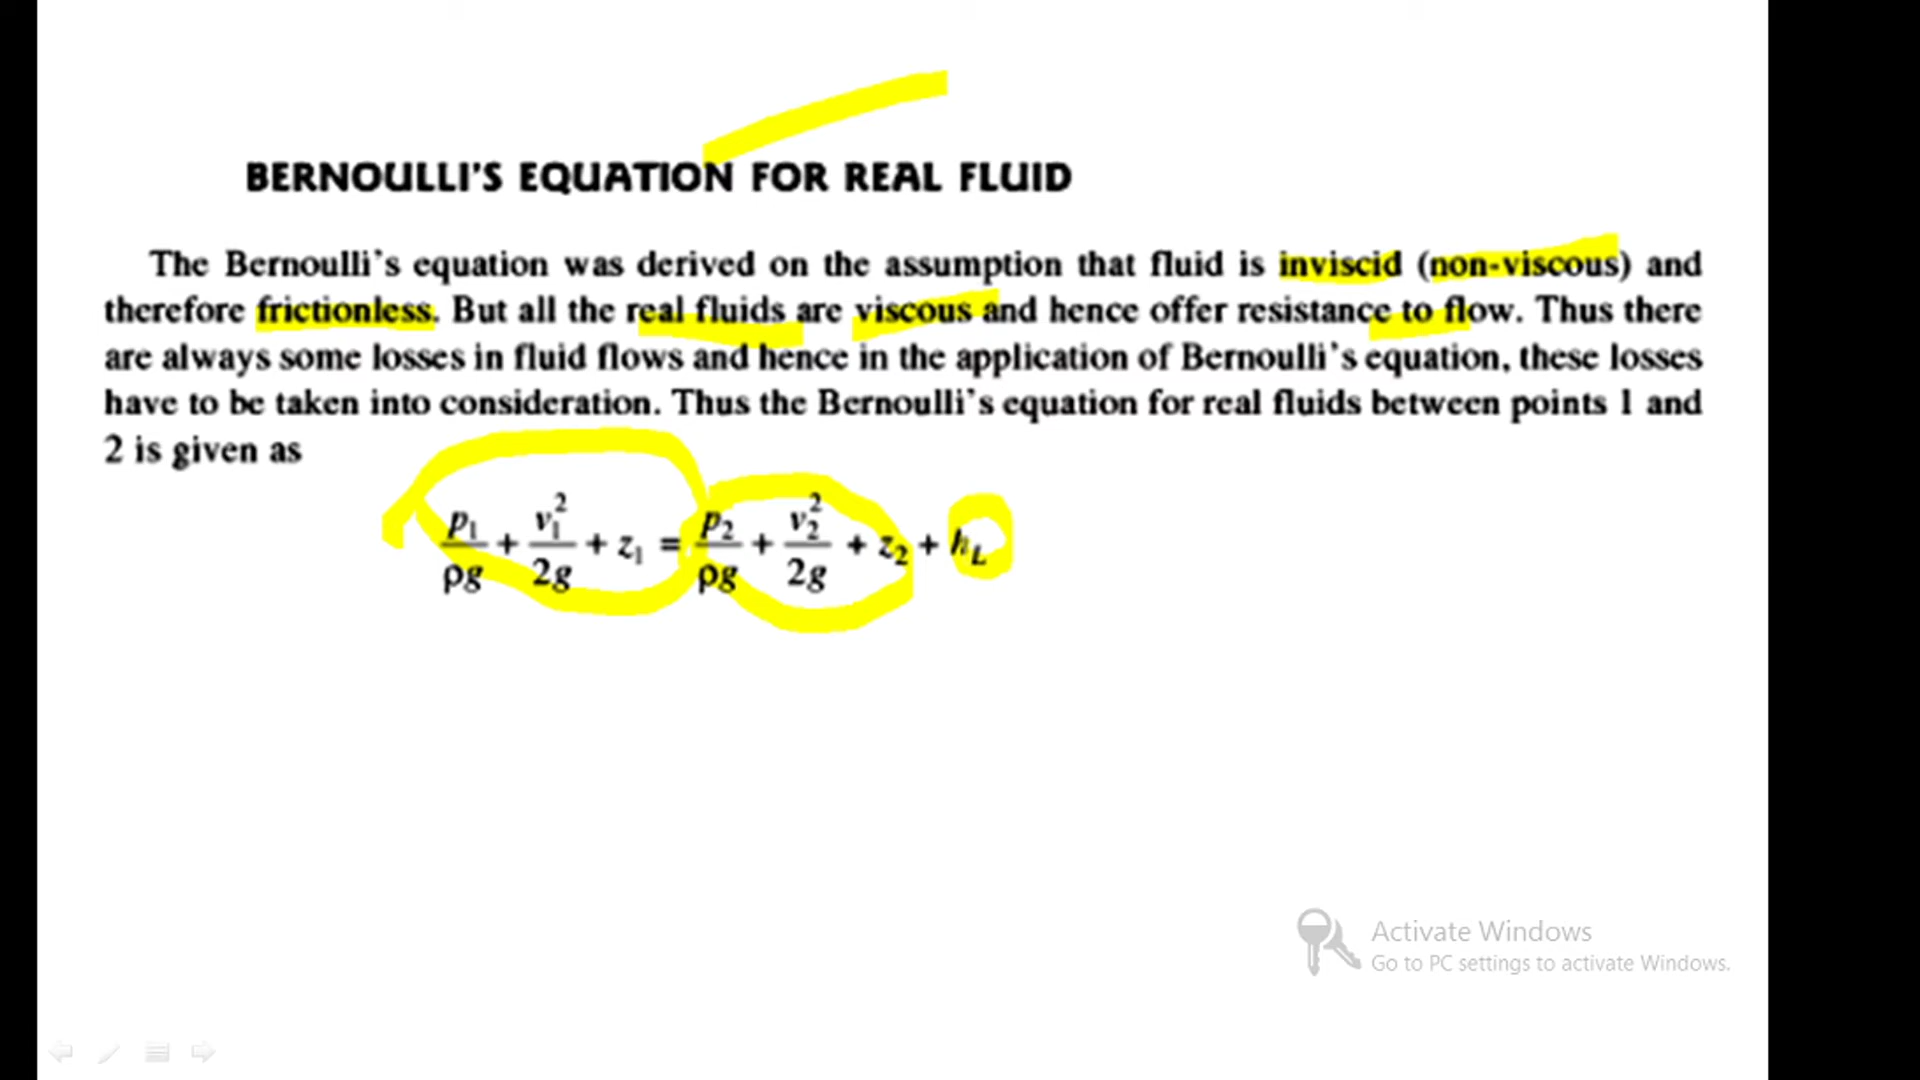 BERNOULLI'S EQUATION FOR REAL FLUID
The Bernoulli's equation was derived on the assumption that fluid is inviscid (non-viscous) and
therefore frictionless. But all the real fluids are viscous and hence offer resistance to flow. Thus there
are always some losses in fluid flows and hence in the application of Bernoulli's equation, these losses
have to be taken into consideration. Thus the Bernoulli's equation for real fluids between points 1 and
2 is given as
p₁/ρg + v₁²/2g + z₁ = p₂/ρg + v₂²/2g + z₂ + h_L
Activate Windows
Go to PC settings to activate Windows.